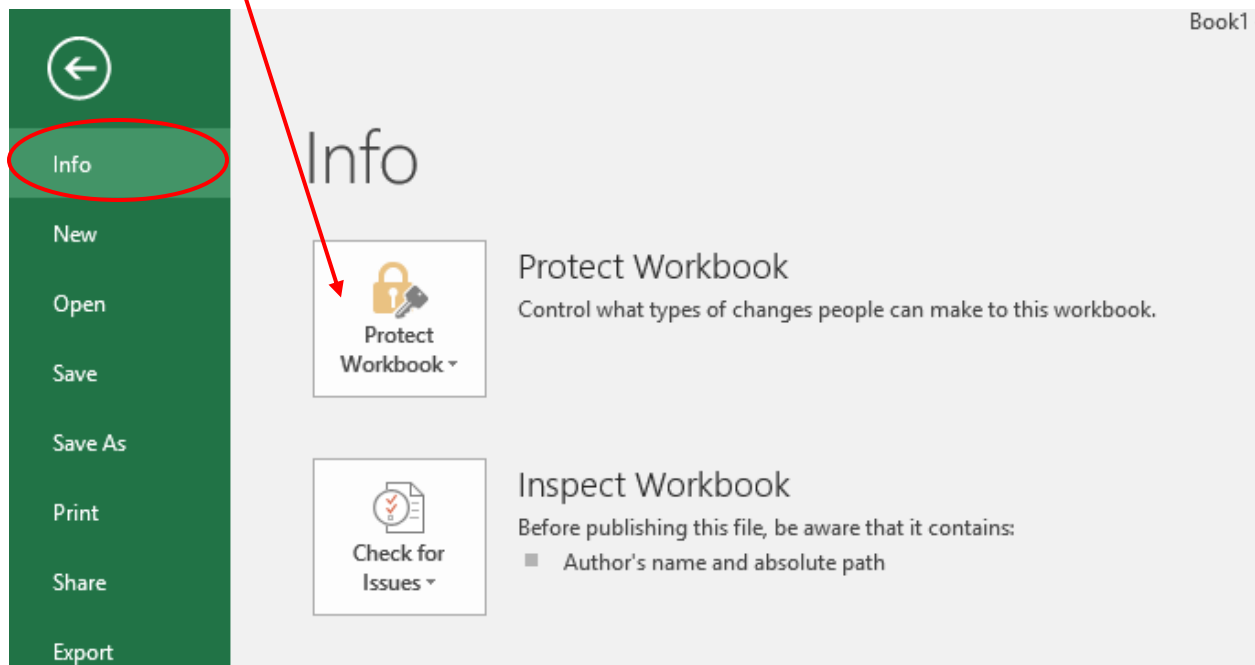 Book1
Info
New
Open
Save
Save As
Print
Share
Export
Info
Protect
Workbook
Protect Workbook
Control what types of changes people can make to this workbook.
Check for
Issues
Inspect Workbook
Before publishing this file, be aware that it contains:
Author's name and absolute path